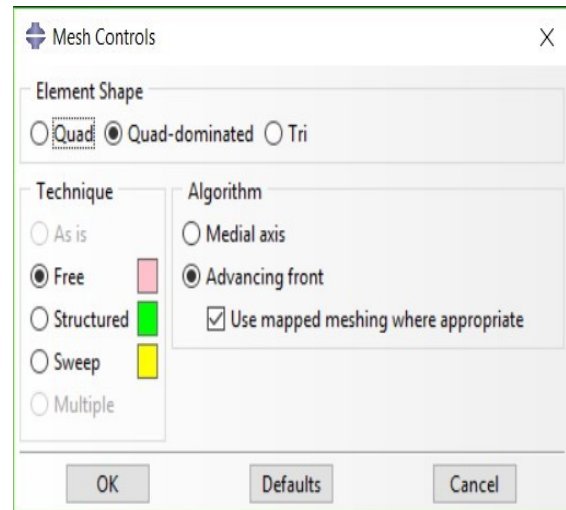 Mesh Controls
Element Shape
Quad Quad-dominated Tri
Technique
As is
Free
Structured
Sweep
Multiple
Algorithm
Medial axis
Advancing front
Use mapped meshing where appropriate
OK Defaults Cancel